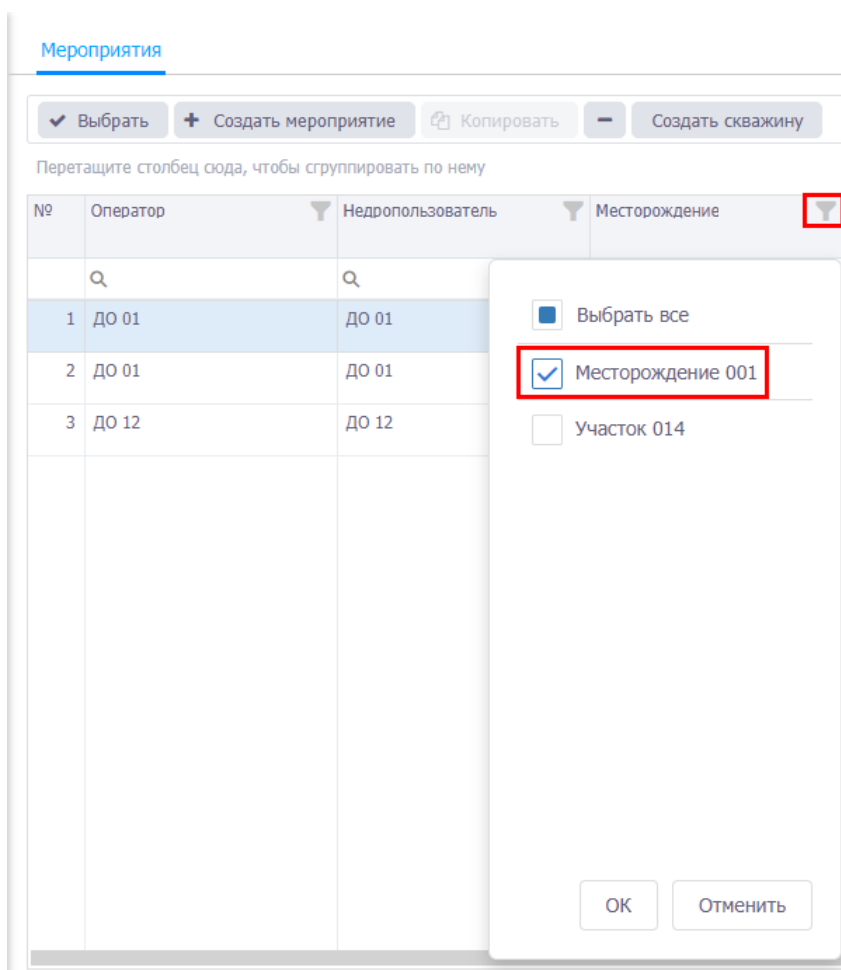 Мероприятия
Выбрать Создать мероприятие Копировать Создать скважину
Перетащите столбец сюда, чтобы сгруппировать по нему
№ Оператор Недропользователь Месторождение
1 ДО 01 ДО 01 Выбрать все
2 ДО 01 ДО 01 Месторождение 001
3 ДО 12 ДО 12 Участок 014
ОК Отменить